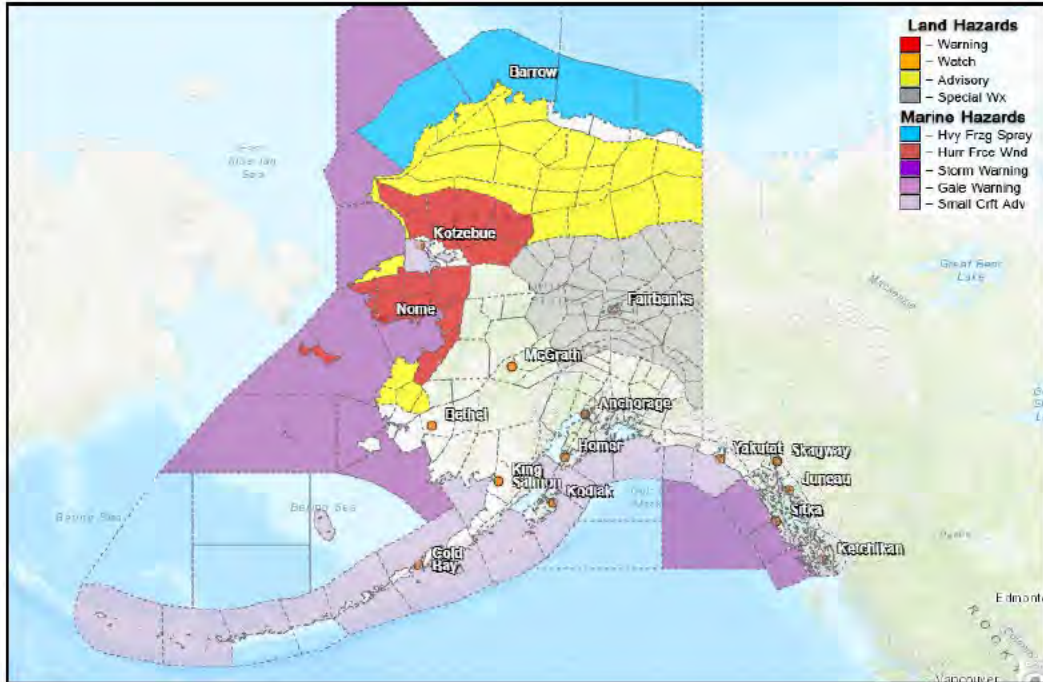 Land Hazards
– Warning
– Watch
– Advisory
– Special Wx
Marine Hazards
– Hvy Frzg Spray
– Hurr Frce Wnd
– Storm Warning
– Gale Warning
– Small Crft Adv
Barrow
Kotzebue
Great Bear
Lake
Nome
Fairbanks
McGrath
Anchorage
Bethel
Homer
Yakutat
Skagway
King
Salmon
Kodiak
Juneau
Sitka
Bering Sea
Bering Sea
Cold
Bay
Ketchikan
Edmont
ROCK
Vancouver